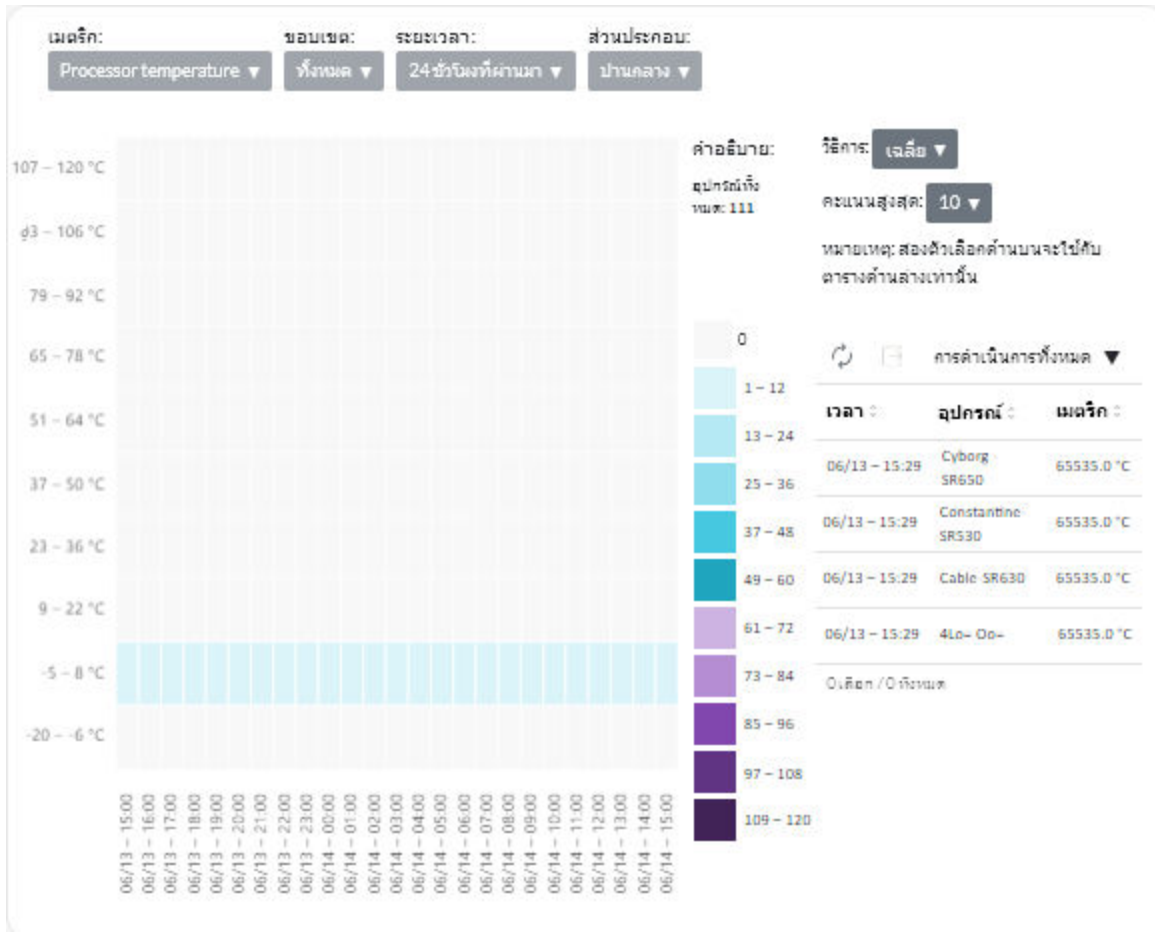 เมตริก: ขอบเขต: ระยะเวลา: ส่วนประกอบ:
Processor temperature ▼ ทั้งหมด ▼ 24ชั่วโมงที่ผ่านมา ▼ ปานกลาง ▼
107 – 120 °C
93 – 106 °C
79 – 92 °C
65 – 78 °C
51 – 64 °C
37 – 50 °C
23 – 36 °C
9 – 22 °C
-5 – 8 °C
-20 – -6 °C
06/13 – 15:00
06/13 – 16:00
06/13 – 17:00
06/13 – 18:00
06/13 – 19:00
06/13 – 20:00
06/13 – 21:00
06/13 – 22:00
06/13 – 23:00
06/14 – 00:00
06/14 – 01:00
06/14 – 02:00
06/14 – 03:00
06/14 – 04:00
06/14 – 05:00
06/14 – 06:00
06/14 – 07:00
06/14 – 08:00
06/14 – 09:00
06/14 – 10:00
06/14 – 11:00
06/14 – 12:00
06/14 – 13:00
06/14 – 14:00
06/14 – 15:00
คำอธิบาย:
อุปกรณ์ทั้ง
หมด: 111
0
1 – 12
13 – 24
25 – 36
37 – 48
49 – 60
61 – 72
73 – 84
85 – 96
97 – 108
109 – 120
วิธีการ: เฉลี่ย ▼
คะแนนสูงสุด: 10 ▼
หมายเหตุ: สองตัวเลือกด้านบนจะใช้กับ
ตารางด้านล่างเท่านั้น
การดำเนินการทั้งหมด ▼
เวลา อุปกรณ์ เมตริก
06/13 – 15:29 Cyborg SR650 65535.0 °C
06/13 – 15:29 Constantine SR530 65535.0 °C
06/13 – 15:29 Cable-SR630 65535.0 °C
06/13 – 15:29 65535.0 °C
0 เลือก / 0 ทั้งหมด